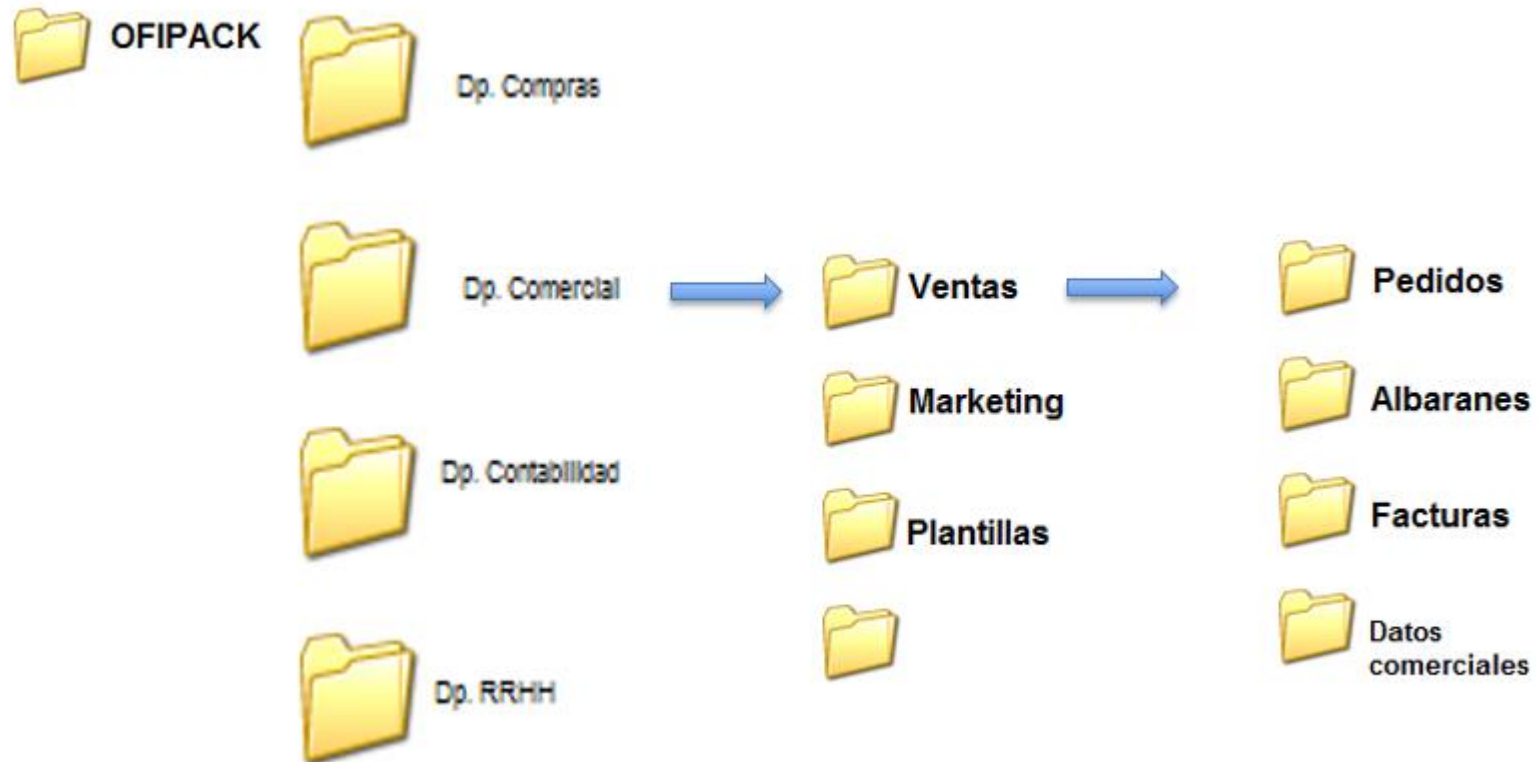 OFIPACK
Dp. Compras
Dp. Comercial
Dp. Contabilidad
Dp. RRHH
Ventas
Marketing
Plantillas
Pedidos
Albaranes
Facturas
Datos
comerciales